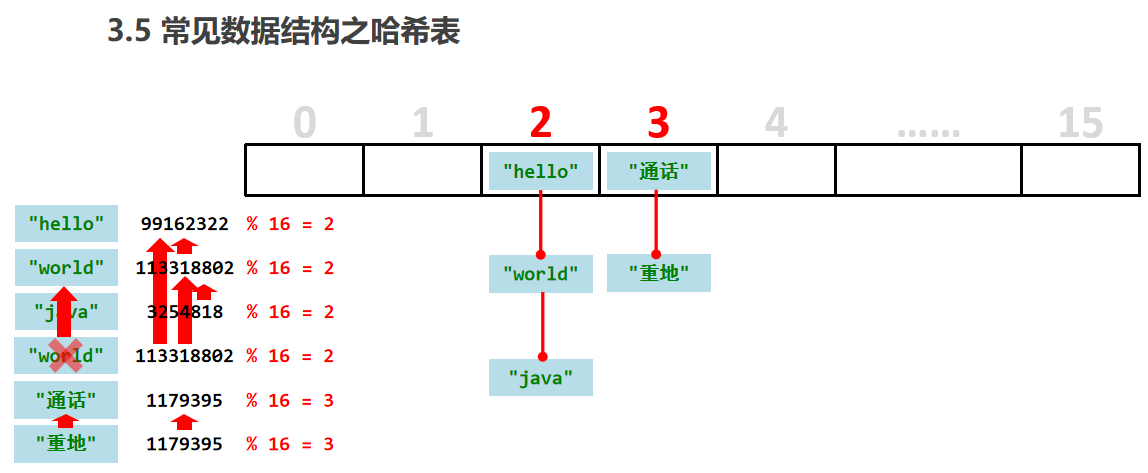 3.5 常见数据结构之哈希表
0 1 2 3 4 …… 15
"hello" "通话"
"hello" 99162322 % 16 = 2
"world" 113318802 % 16 = 2 "world" "重地"
"java" 3254818 % 16 = 2
"world" 113318802 % 16 = 2
"java"
"通话" 1179395 % 16 = 3
"重地" 1179395 % 16 = 3